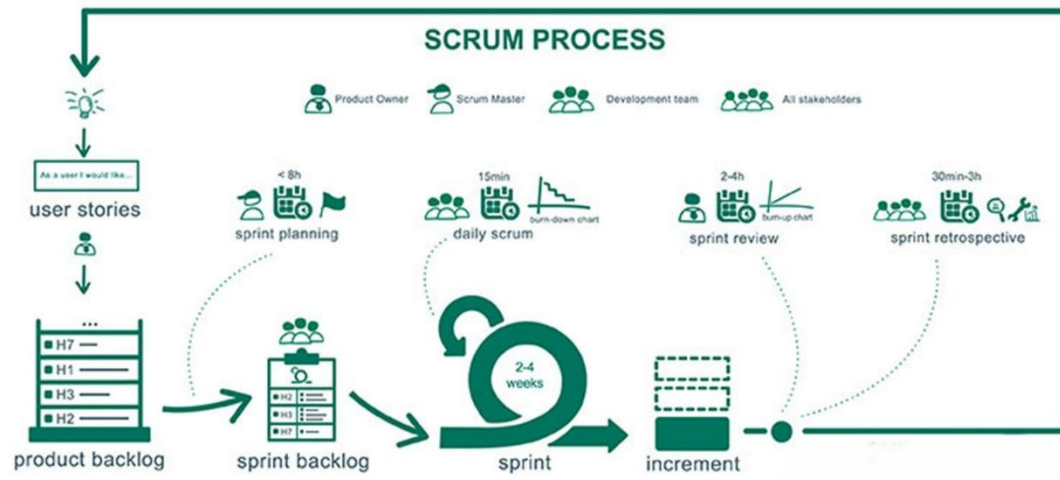 SCRUM PROCESS
Product Owner
Scrum Master
Development team
All stakeholders
As a user I would like...
user stories
< 8h
sprint planning
15min
burn-down chart
daily scrum
2-4h
burn-up chart
sprint review
30min-3h
sprint retrospective
...
H7
H1
H3
H2
product backlog
H2
H3
H7
sprint backlog
2-4
weeks
sprint
increment